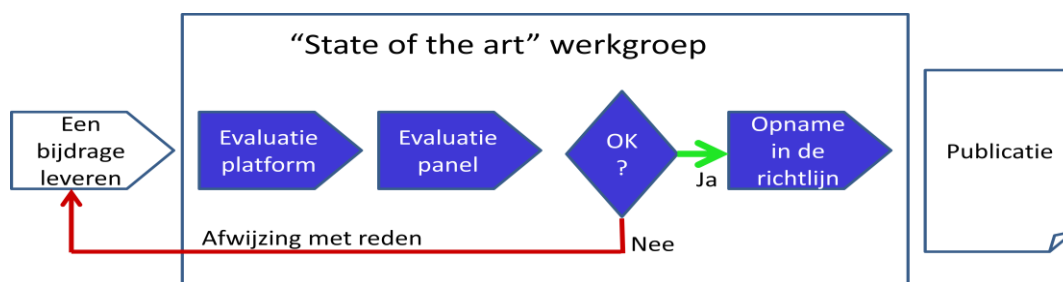 “State of the art” werkgroep
Een
bijdrage
leveren
Evaluatie
platform
Evaluatie
panel
OK
?
Ja
Opname
in de
richtlijn
Publicatie
Afwijzing met reden
Nee